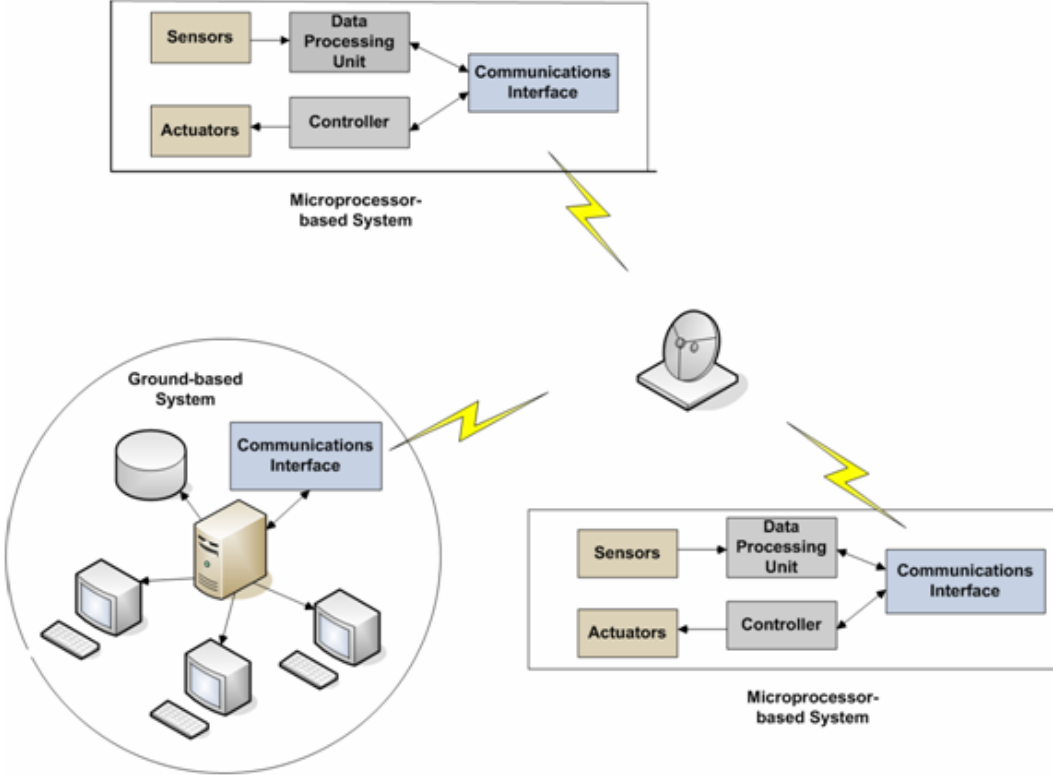 Sensors
Data
Processing
Unit
Communications
Interface
Actuators
Controller
Microprocessor-
based System
Ground-based
System
Communications
Interface
Sensors
Data
Processing
Unit
Communications
Interface
Actuators
Controller
Microprocessor-
based System